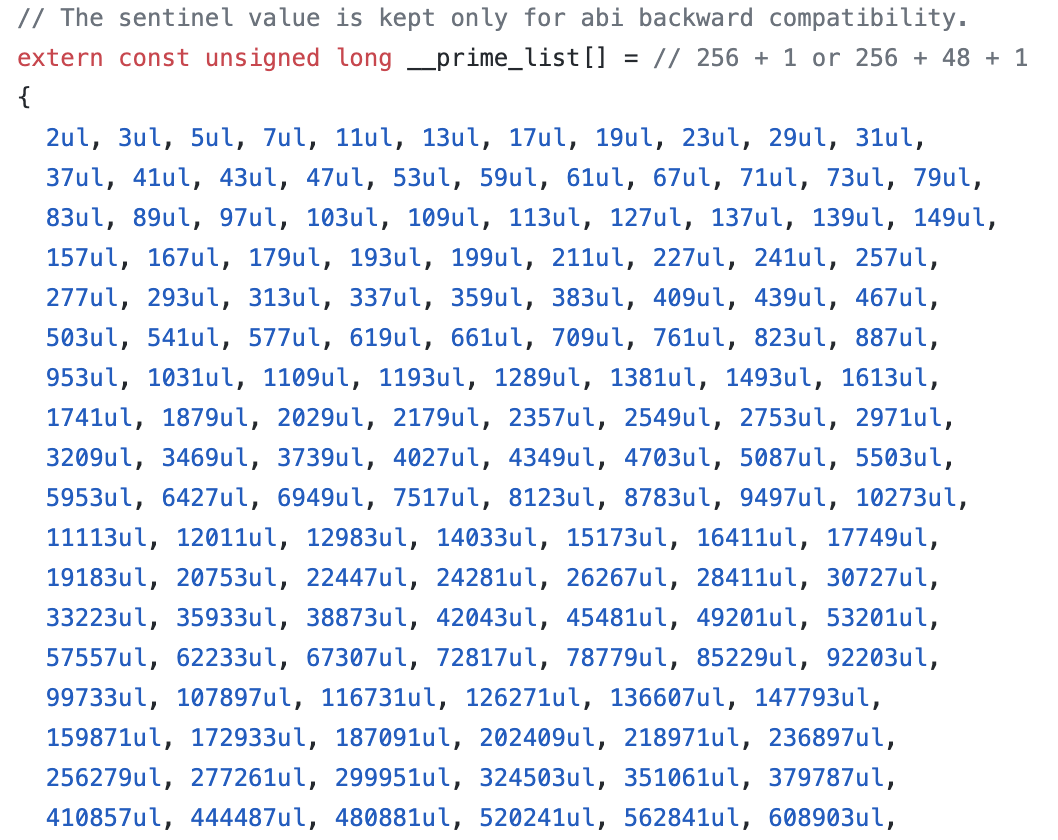 // The sentinel value is kept only for abi backward compatibility.
extern const unsigned long __prime_list[] = // 256 + 1 or 256 + 48 + 1
{
  2ul, 3ul, 5ul, 7ul, 11ul, 13ul, 17ul, 19ul, 23ul, 29ul, 31ul,
  37ul, 41ul, 43ul, 47ul, 53ul, 59ul, 61ul, 67ul, 71ul, 73ul, 79ul,
  83ul, 89ul, 97ul, 103ul, 109ul, 113ul, 127ul, 137ul, 139ul, 149ul,
  157ul, 167ul, 179ul, 193ul, 199ul, 211ul, 227ul, 241ul, 257ul,
  277ul, 293ul, 313ul, 337ul, 359ul, 383ul, 409ul, 439ul, 467ul,
  503ul, 541ul, 577ul, 619ul, 661ul, 709ul, 761ul, 823ul, 887ul,
  953ul, 1031ul, 1109ul, 1193ul, 1289ul, 1381ul, 1493ul, 1613ul,
  1741ul, 1879ul, 2029ul, 2179ul, 2357ul, 2549ul, 2753ul, 2971ul,
  3209ul, 3469ul, 3739ul, 4027ul, 4349ul, 4703ul, 5087ul, 5503ul,
  5953ul, 6427ul, 6949ul, 7517ul, 8123ul, 8783ul, 9497ul, 10273ul,
  11113ul, 12011ul, 12983ul, 14033ul, 15173ul, 16411ul, 17749ul,
  19183ul, 20753ul, 22447ul, 24281ul, 26267ul, 28411ul, 30727ul,
  33223ul, 35933ul, 38873ul, 42043ul, 45481ul, 49201ul, 53201ul,
  57557ul, 62233ul, 67307ul, 72817ul, 78779ul, 85229ul, 92203ul,
  99733ul, 107897ul, 116731ul, 126271ul, 136607ul, 147793ul,
  159871ul, 172933ul, 187091ul, 202409ul, 218971ul, 236897ul,
  256279ul, 277261ul, 299951ul, 324503ul, 351061ul, 379787ul,
  410857ul, 444487ul, 480881ul, 520241ul, 562841ul, 608903ul,